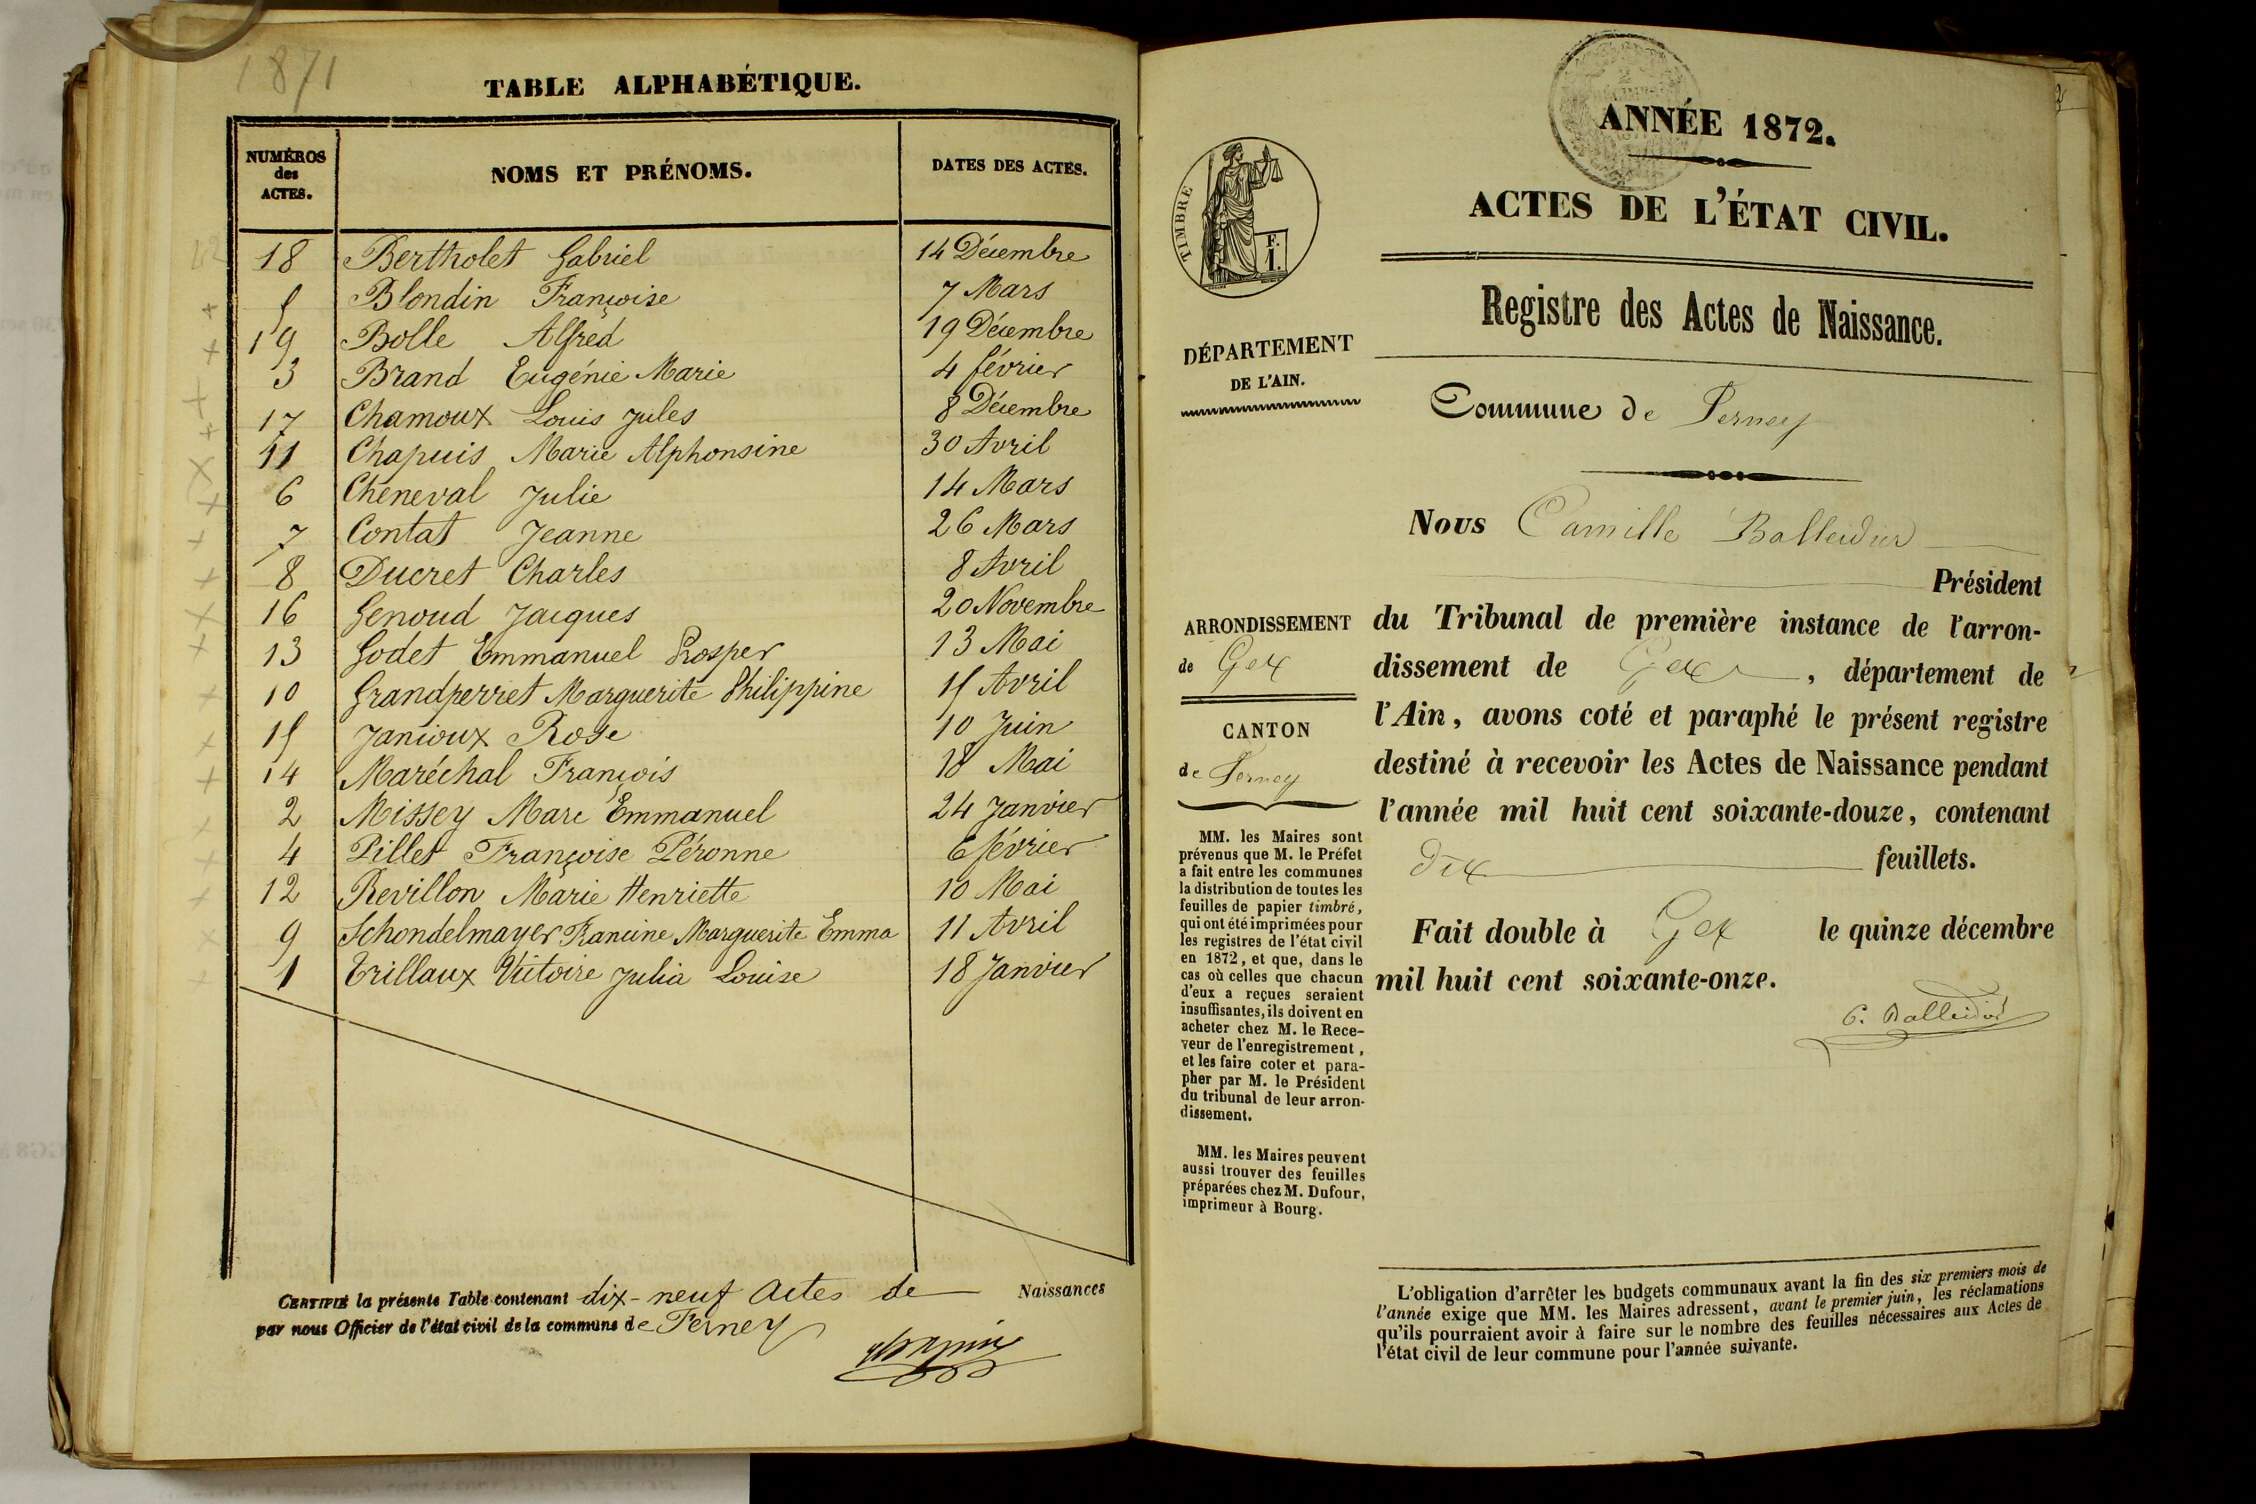 1871
TABLE ALPHABÉTIQUE.
NUMÉROS des ACTES. NOMS ET PRÉNOMS. DATES DES ACTES.
18 Bertholet Gabriel 14 Décembre
5 Blondin Françoise 7 Mars
19 Bolle Alfred 19 Décembre
3 Brand Eugénie Marie 4 février
17 Chamoux Louis Jules 8 Décembre
11 Chapuis Marie Alphonsine 30 Avril
6 Cheneval Julie 14 Mars
7 Contat Jeanne 26 Mars
8 Ducret Charles 8 Avril
16 Genoud Jacques 20 Novembre
13 Godet Emmanuel Prosper 13 Mai
10 Grandperret Marguerite Philippine 15 Avril
15 Janioux Rose 10 Juin
14 Maréchal François 18 Mai
2 Missey Marc Emmanuel 24 Janvier
4 Pillet Françoise Péronne 6 février
12 Revillon Marie Henriette 10 Mai
9 Schondelmayer Francine Marguerite Emma 11 Avril
1 Trillaux Victoire Julia Louise 18 Janvier
CERTIFIÉ la présente Table contenant dix-neuf actes de Naissances
par nous Officier de l'état civil de la commune de Ferney
ANNÉE 1872.
ACTES DE L'ÉTAT CIVIL.
TIMBRE
F.
1.
Registre des Actes de Naissance.
DÉPARTEMENT
DE L'AIN.
Commune de Ferney
Nous Camille Balleidier
Président
du Tribunal de première instance de l'arron-
dissement de Gex, département de
l'Ain, avons coté et paraphé le présent registre
destiné à recevoir les Actes de Naissance pendant
l'année mil huit cent soixante-douze, contenant
dix feuillets.
Fait double à Gex le quinze décembre
mil huit cent soixante-onze.
C. Balleidier
ARRONDISSEMENT
de Gex
CANTON
de Ferney
MM. les Maires sont
prévenus que M. le Préfet
a fait entre les communes
la distribution de toutes les
feuilles de papier timbré,
qui ont été imprimées pour
les registres de l'état civil
en 1872, et que, dans le
cas où celles que chacun
d'eux a reçues seraient
insuffisantes, ils doivent en
acheter chez M. le Rece-
veur de l'enregistrement,
et les faire coter et para-
pher par M. le Président
du tribunal de leur arron-
dissement.
MM. les Maires peuvent
aussi trouver des feuilles
préparées chez M. Dufour,
imprimeur à Bourg.
L'obligation d'arrêter les budgets communaux avant la fin des six premiers mois de
l'année exige que MM. les Maires adressent, avant le premier juin, les réclamations
qu'ils pourraient avoir à faire sur le nombre des feuilles nécessaires aux Actes de
l'état civil de leur commune pour l'année suivante.